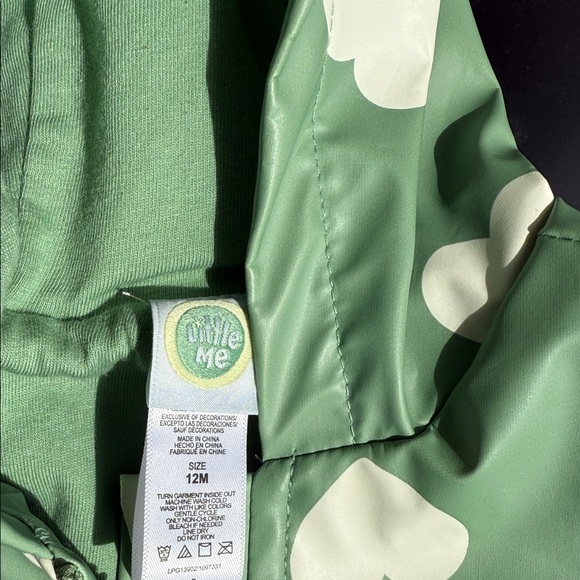 Little
Me
EXCLUSIVE OF DECORATIONS/
EXCEPTO LAS DECORACIONES/
SAUF DÉCORATIONS
MADE IN CHINA
HECHO EN CHINA
FABRIQUÉ EN CHINE
SIZE
12M
TURN GARMENT INSIDE OUT
MACHINE WASH COLD
WASH WITH LIKE COLORS
GENTLE CYCLE
ONLY NON-CHLORINE
BLEACH IF NEEDED
LINE DRY
DO NOT IRON
LPG13902/1097331